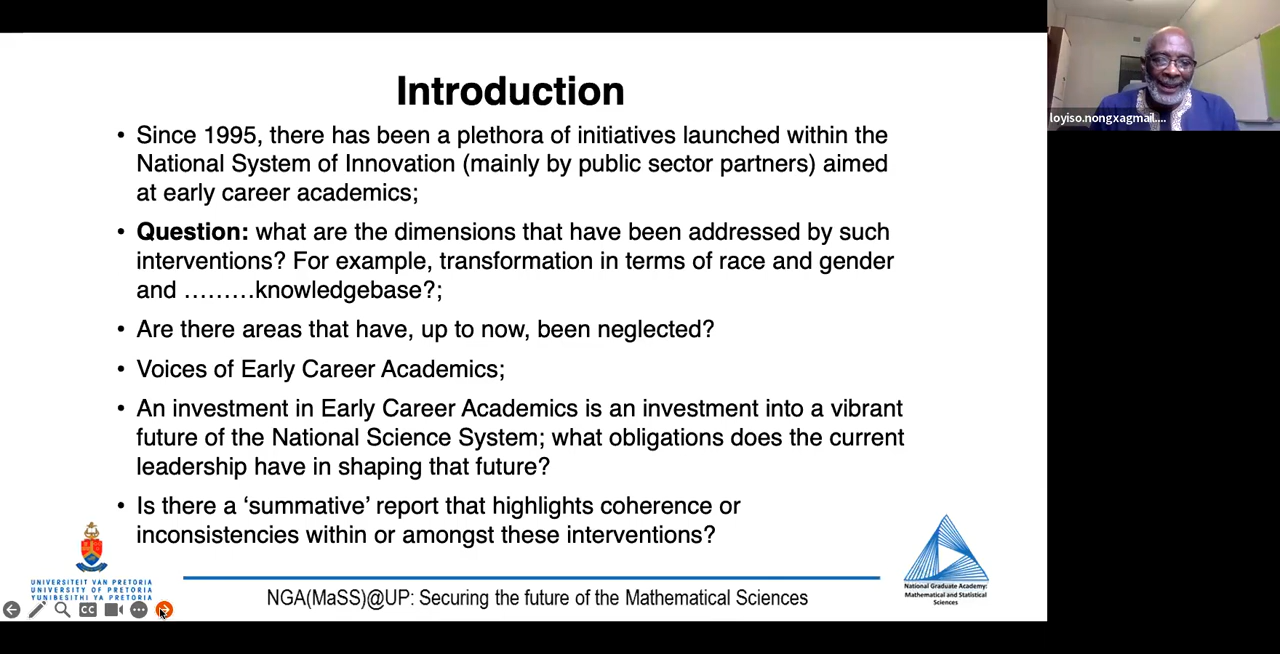 Introduction
• Since 1995, there has been a plethora of initiatives launched within the
National System of Innovation (mainly by public sector partners) aimed
at early career academics;
• Question: what are the dimensions that have been addressed by such
interventions? For example, transformation in terms of race and gender
and ………knowledgebase?;
• Are there areas that have, up to now, been neglected?
• Voices of Early Career Academics;
• An investment in Early Career Academics is an investment into a vibrant
future of the National Science System; what obligations does the current
leadership have in shaping that future?
• Is there a ‘summative’ report that highlights coherence or
inconsistencies within or amongst these interventions?
UNIVERSITEIT VAN PRETORIA
UNIVERSITY OF PRETORIA
YUNIBESITHI YA PRETORIA
NGA(MaSS)@UP: Securing the future of the Mathematical Sciences
National Graduate Academy:
Mathematical and Statistical
Sciences
CC
loyiso.nongxagmail....